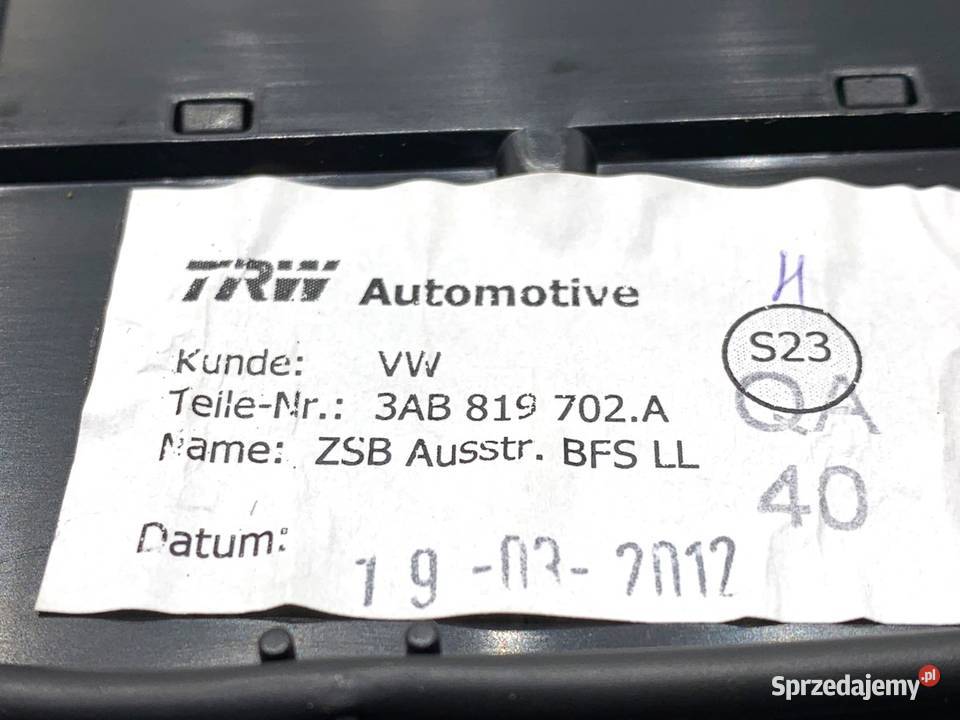 TRW Automotive
H
S23
Kunde: VW
Teile-Nr.: 3AB 819 702.A
QA
Name: ZSB Ausstr. BFS LL
40
Datum: 19-03-2012
Sprzedajemy.pl